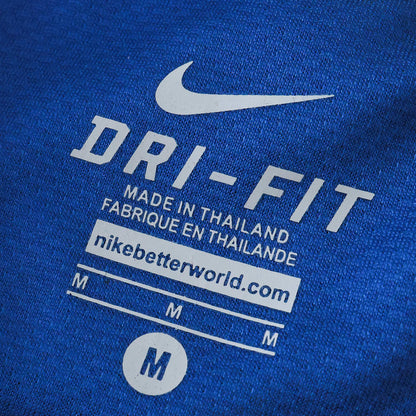 DRI-FIT
MADE IN THAILAND
FABRIQUE EN THAILANDE
nikebetterworld.com
M M M
M